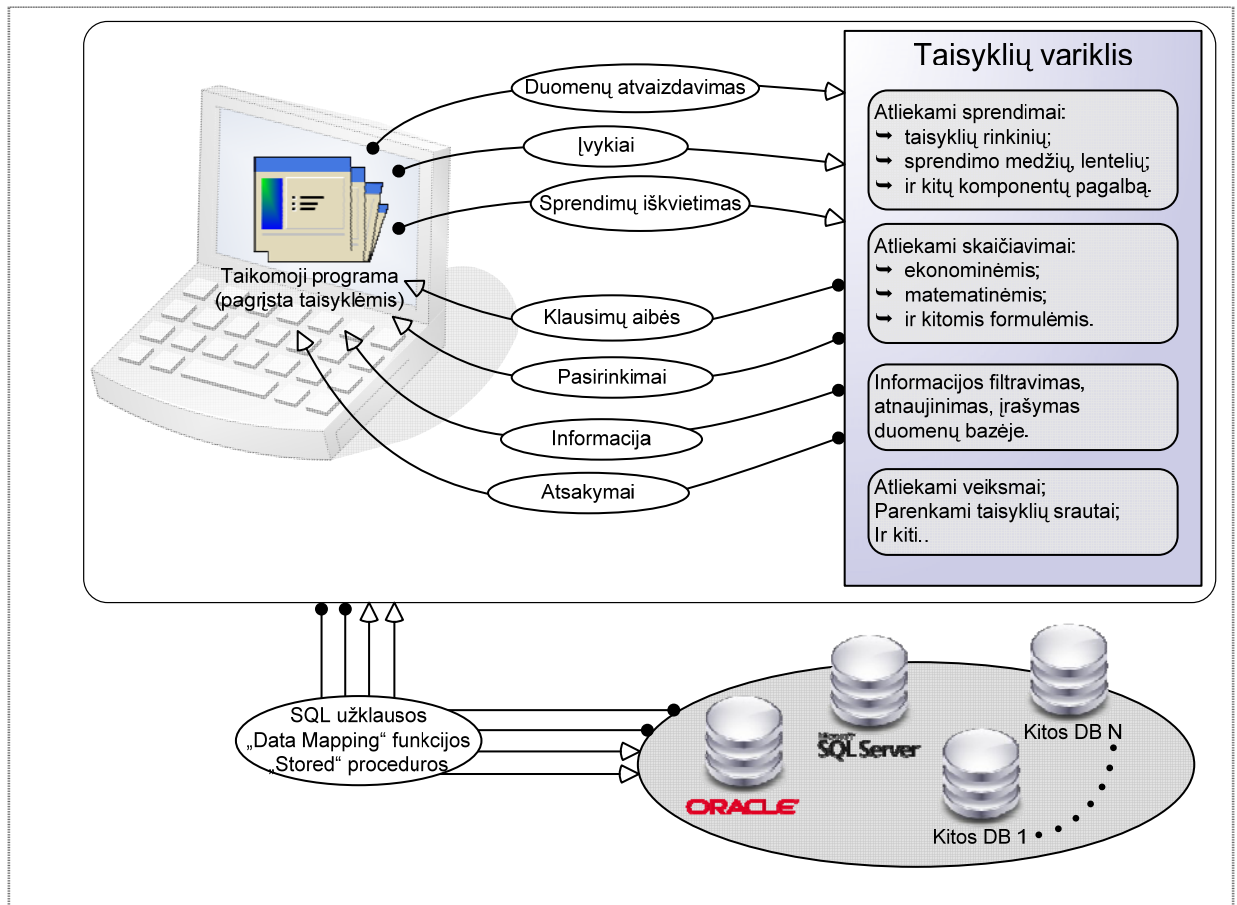 Taisyklių variklis
Duomenų atvaizdavimas
Įvykiai
Sprendimų iškvietimas
Taikomoji programa
(pagrįsta taisyklėmis)
Klausimų aibės
Pasirinkimai
Informacija
Atsakymai
Atliekami sprendimai:
➥ taisyklių rinkinių;
➥ sprendimo medžių, lentelių;
➥ ir kitų komponentų pagalbą.
Atliekami skaičiavimai:
➥ ekonominėmis;
➥ matematinėmis;
➥ ir kitomis formulėmis.
Informacijos filtravimas,
atnaujinimas, įrašymas
duomenų bazėje.
Atliekami veiksmai;
Parenkami taisyklių srautai;
Ir kiti..
SQL užklausos
„Data Mapping“ funkcijos
„Stored“ proceduros
ORACLE
Microsoft
SQL Server
Kitos DB N
Kitos DB 1